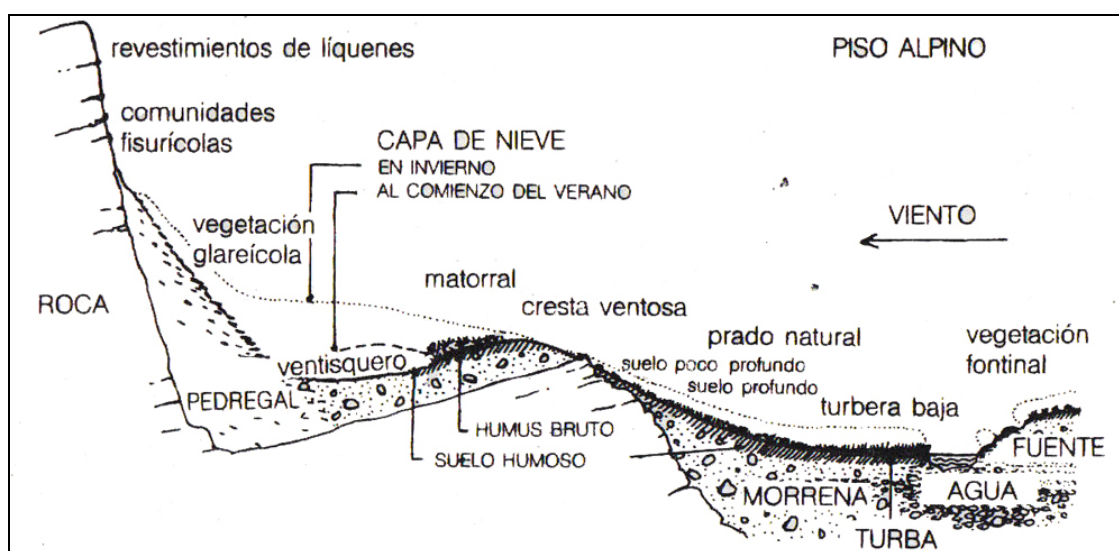 revestimientos de líquenes
PISO ALPINO
comunidades
fisurícolas
CAPA DE NIEVE
EN INVIERNO
AL COMIENZO DEL VERANO
VIENTO
vegetación
glareícola
matorral
cresta ventosa
ROCA
prado natural
vegetación
fontinal
suelo poco profundo
suelo profundo
ventisquero
turbera baja
PEDREGAL
HUMUS BRUTO
FUENTE
SUELO HUMOSO
MORRENA
AGUA
TURBA